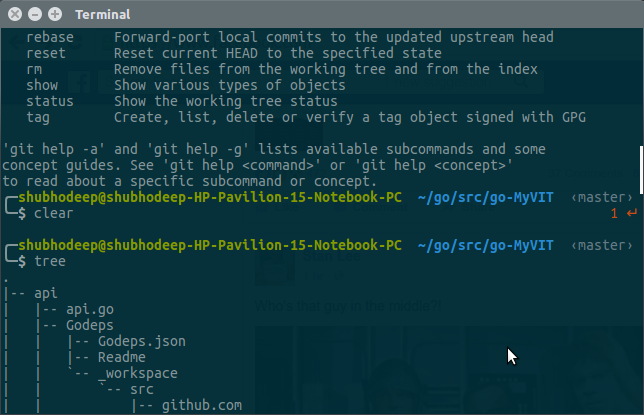 Terminal
rebase Forward-port local commits to the updated upstream head
reset Reset current HEAD to the specified state
rm Remove files from the working tree and from the index
show Show various types of objects
status Show the working tree status
tag Create, list, delete or verify a tag object signed with GPG
'git help -a' and 'git help -g' lists available subcommands and some
concept guides. See 'git help <command>' or 'git help <concept>'
to read about a specific subcommand or concept.
╭─shubhodeep@shubhodeep-HP-Pavilion-15-Notebook-PC ~/go/src/go-MyVIT ‹master›
╰─$ clear 1 ↵
╭─shubhodeep@shubhodeep-HP-Pavilion-15-Notebook-PC ~/go/src/go-MyVIT ‹master›
╰─$ tree
.
|-- api
| |-- api.go
| |-- Godeps
| | |-- Godeps.json
| | |-- Readme
| | `-- _workspace
| | `-- src
| | |-- github.com
Who's that guy in the middle?!